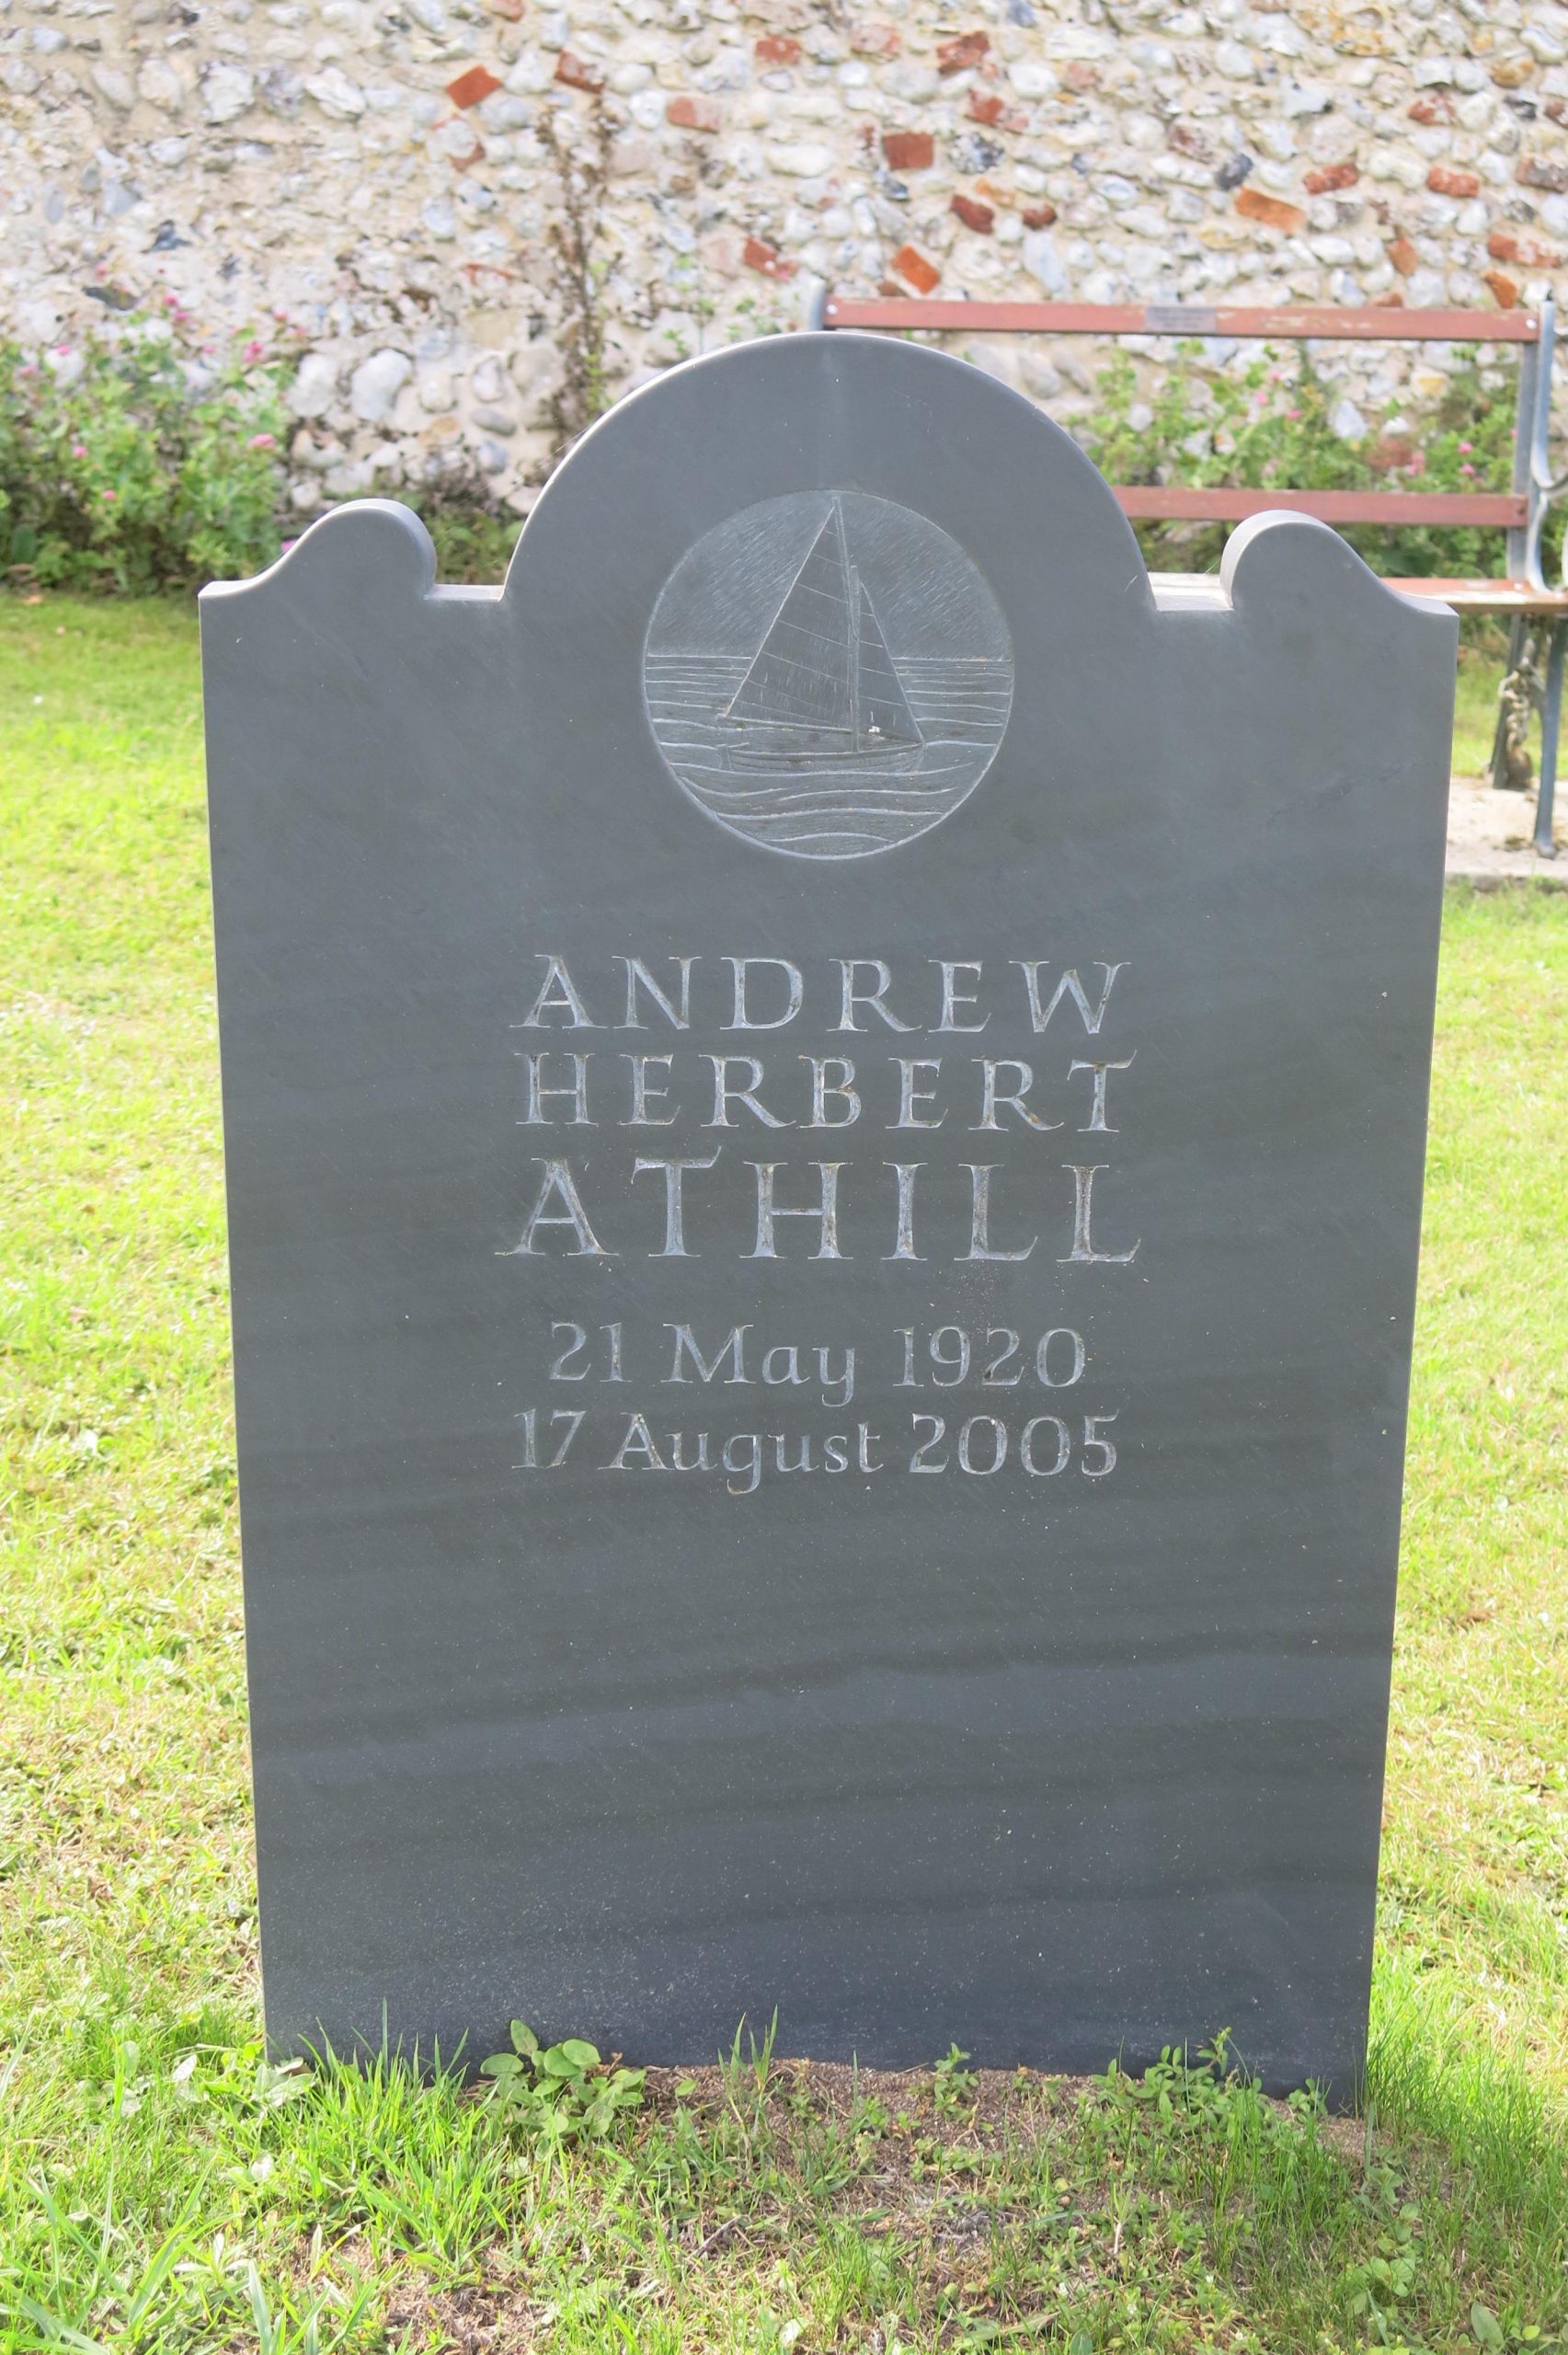 ANDREW
HERBERT
ATHILL
21 May 1920
17 August 2005